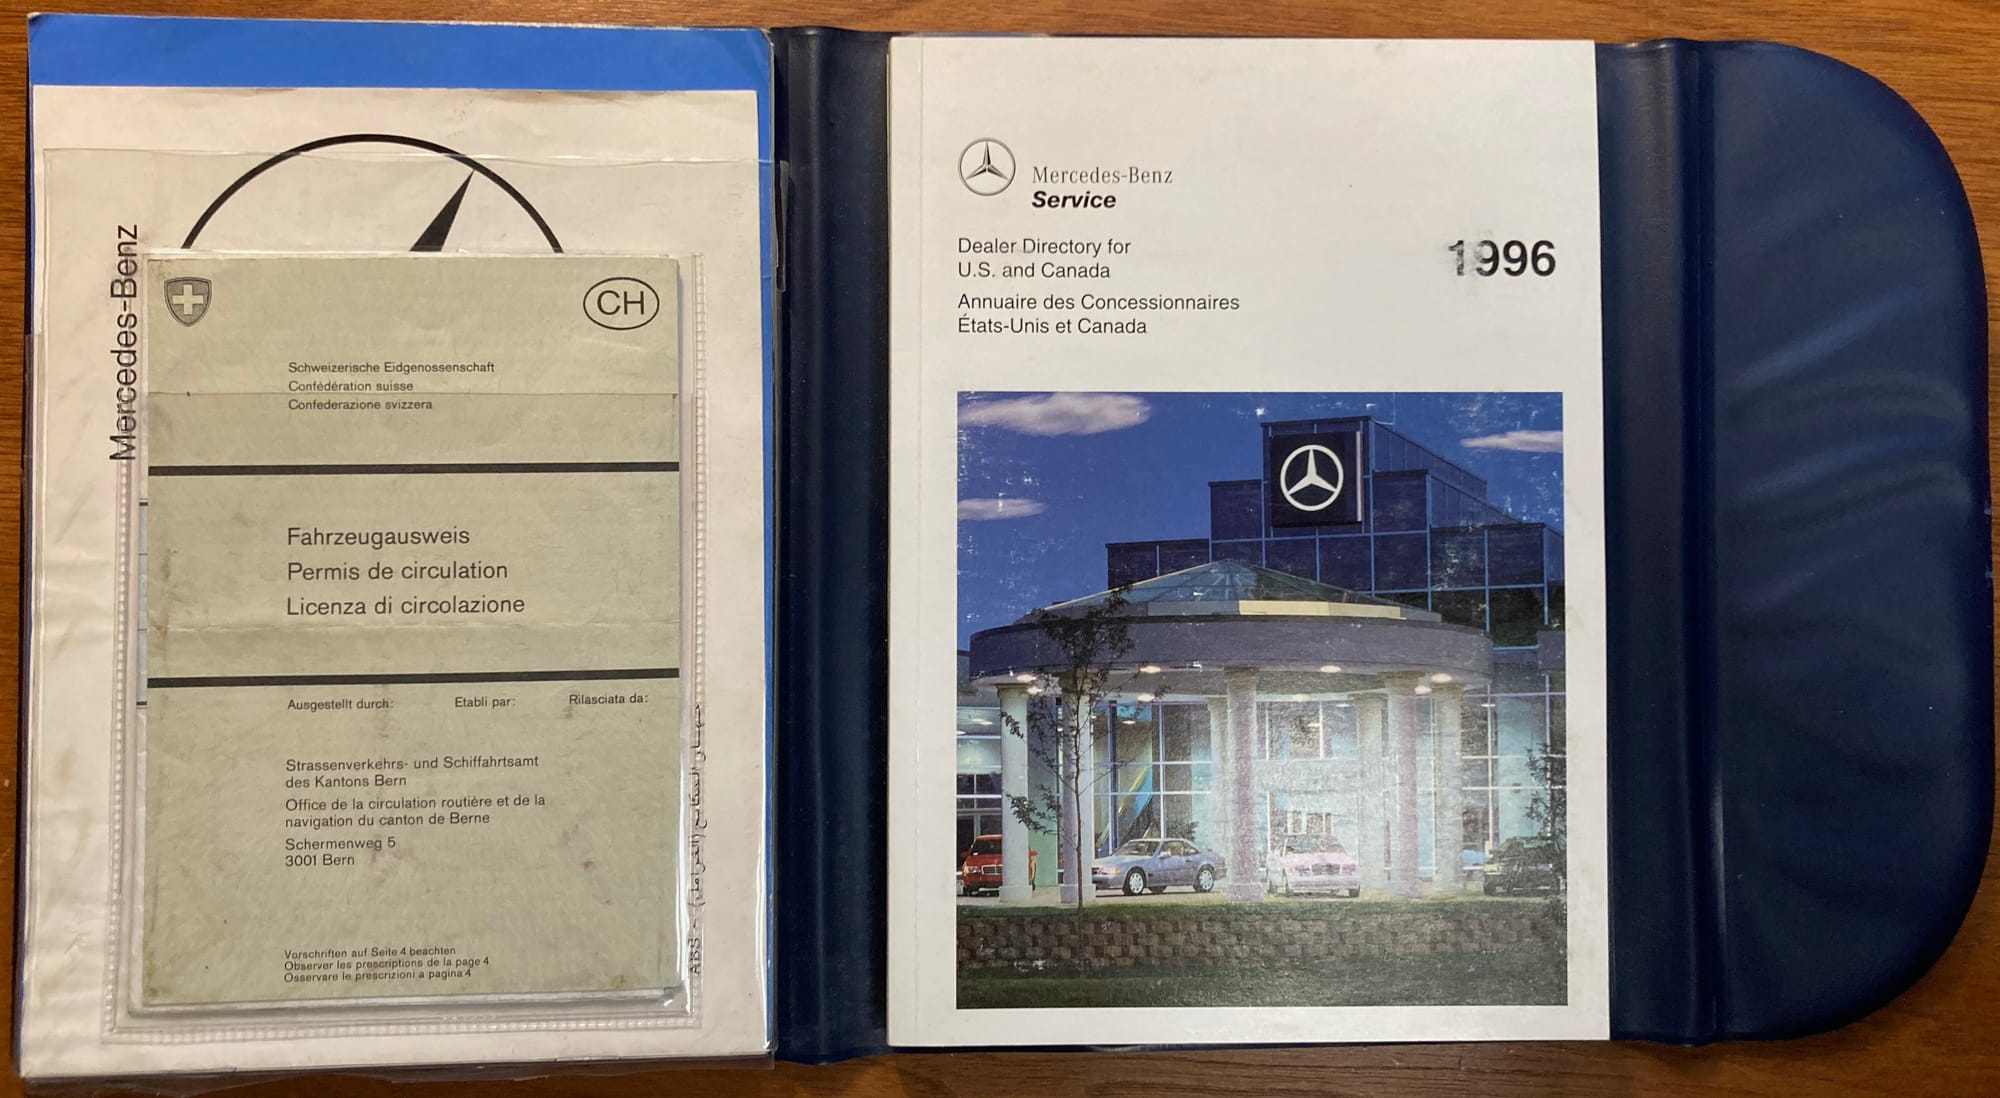 Mercedes-Benz
CH
Schweizerische Eidgenossenschaft
Confédération suisse
Confederazione svizzera
Fahrzeugausweis
Permis de circulation
Licenza di circolazione
Ausgestellt durch: Etabli par: Rilasciata da:
Strassenverkehrs- und Schiffahrtsamt
des Kantons Bern
Office de la circulation routière et de la
navigation du canton de Berne
Schermenweg 5
3001 Bern
Vorschriften auf Seite 4 beachten
Observer les prescriptions de la page 4
Osservare le prescrizioni a pagina 4
ABS
Mercedes-Benz
Service
Dealer Directory for
U.S. and Canada
1996
Annuaire des Concessionnaires
États-Unis et Canada